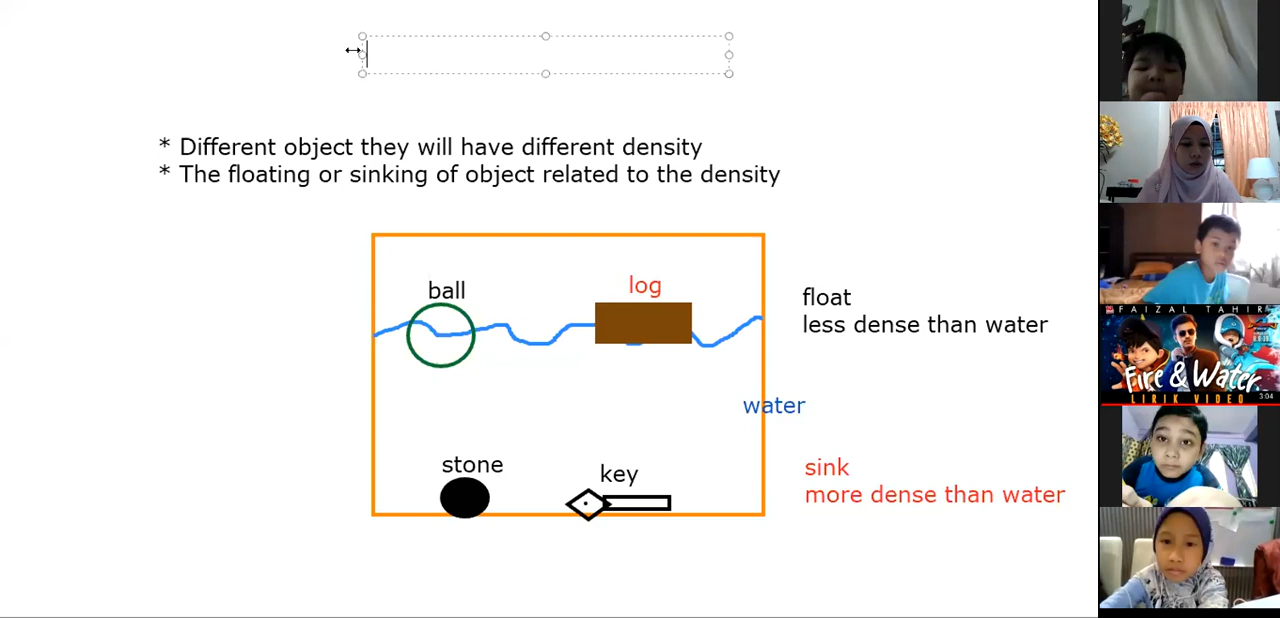 * Different object they will have different density
* The floating or sinking of object related to the density
ball
log
float
less dense than water
water
stone
key
sink
more dense than water
FAIZAL TAHIR
Fire & Water
LIRIK VIDEO
3:04